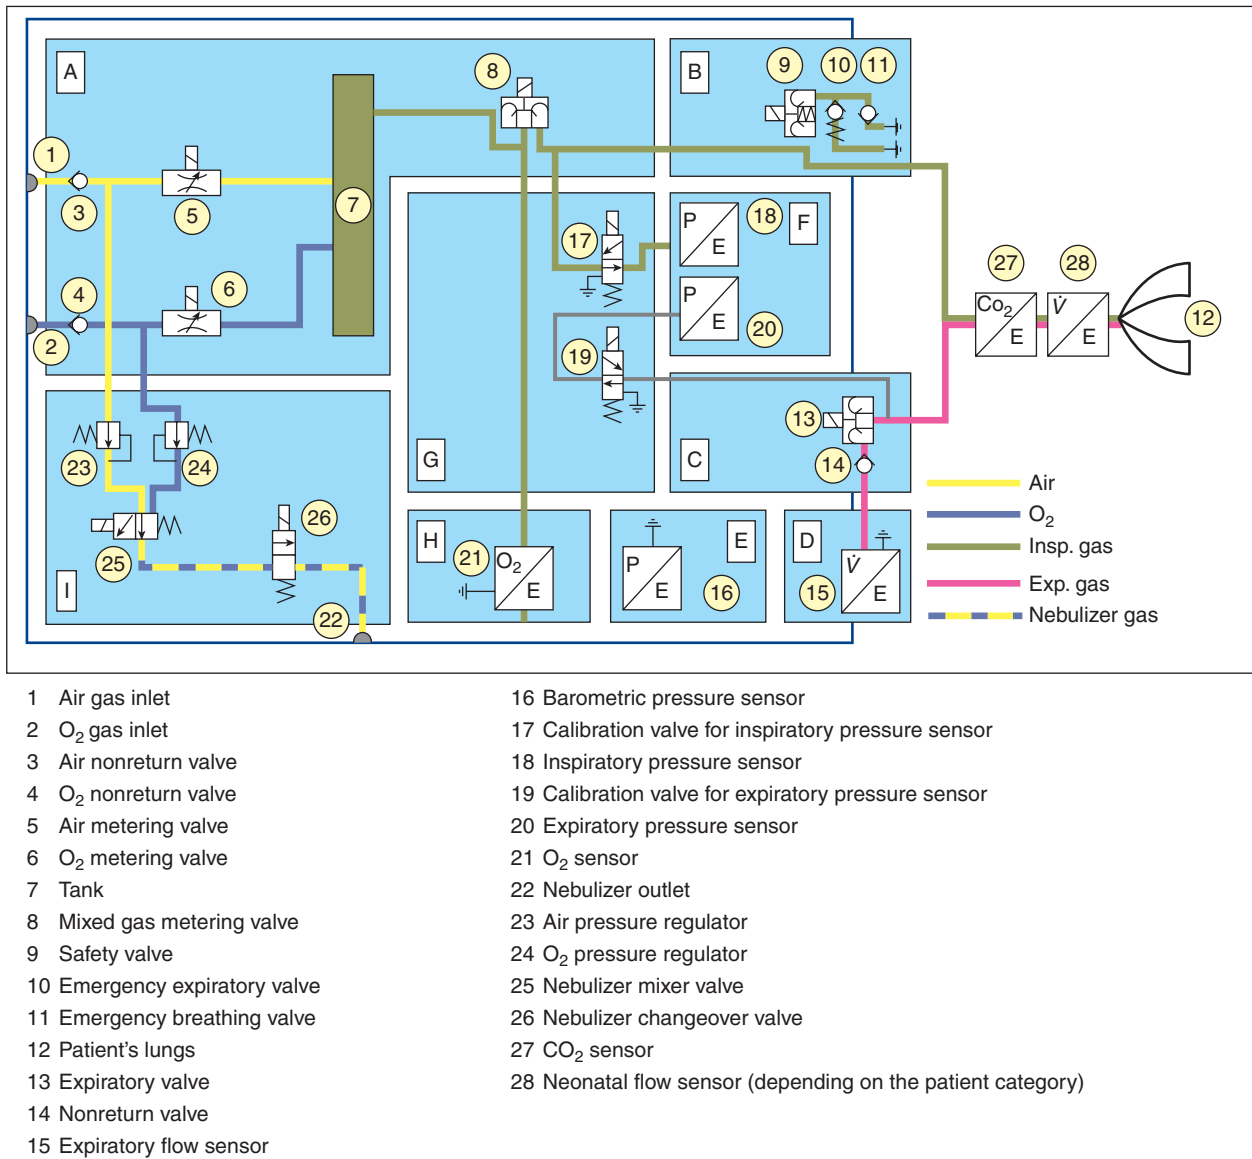 A
B
8
9
10
11
1
3
5
7
4
6
2
17
P
E
18
F
P
E
20
19
27
28
Co2
E
V̇
E
12
13
14
C
G
23
24
25
26
I
22
H
21
O2
E
E
P
E
16
D
15
V̇
E
Air
O2
Insp. gas
Exp. gas
Nebulizer gas
1 Air gas inlet
2 O2 gas inlet
3 Air nonreturn valve
4 O2 nonreturn valve
5 Air metering valve
6 O2 metering valve
7 Tank
8 Mixed gas metering valve
9 Safety valve
10 Emergency expiratory valve
11 Emergency breathing valve
12 Patient's lungs
13 Expiratory valve
14 Nonreturn valve
15 Expiratory flow sensor
16 Barometric pressure sensor
17 Calibration valve for inspiratory pressure sensor
18 Inspiratory pressure sensor
19 Calibration valve for expiratory pressure sensor
20 Expiratory pressure sensor
21 O2 sensor
22 Nebulizer outlet
23 Air pressure regulator
24 O2 pressure regulator
25 Nebulizer mixer valve
26 Nebulizer changeover valve
27 CO2 sensor
28 Neonatal flow sensor (depending on the patient category)